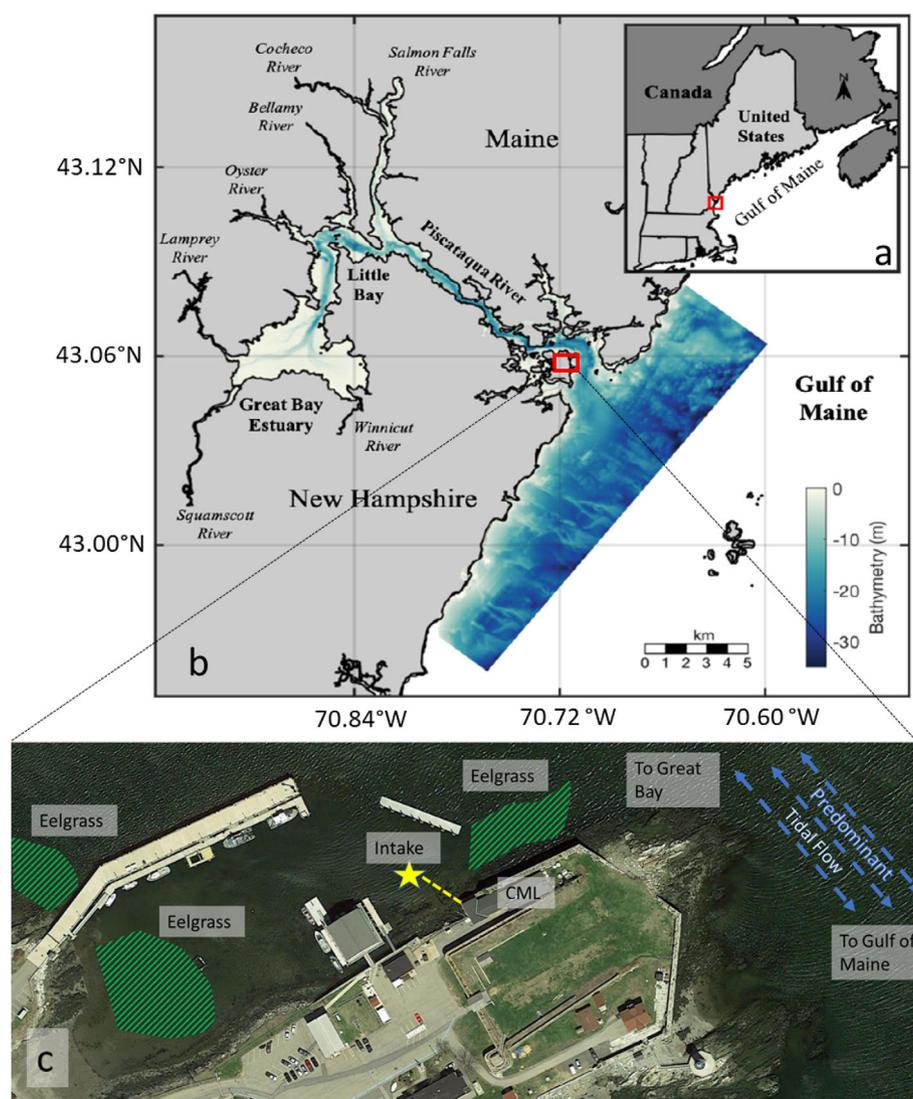 Cocheco
River
Salmon Falls
River
Bellamy
River
Maine
Oyster
River
Lamprey
River
Piscataqua River
Little
Bay
Great Bay
Estuary
Winnicut
River
Squamscott
River
New Hampshire
Gulf of
Maine
43.12°N
43.06°N
43.00°N
70.84°W
70.72°W
70.60°W
0
-10
-20
-30
Bathymetry (m)
km
0 1 2 3 4 5
b
Canada
United
States
N
Gulf of Maine
a
Eelgrass
Eelgrass
Eelgrass
Intake
CML
To Great
Bay
Predominant
Tidal Flow
To Gulf of
Maine
c